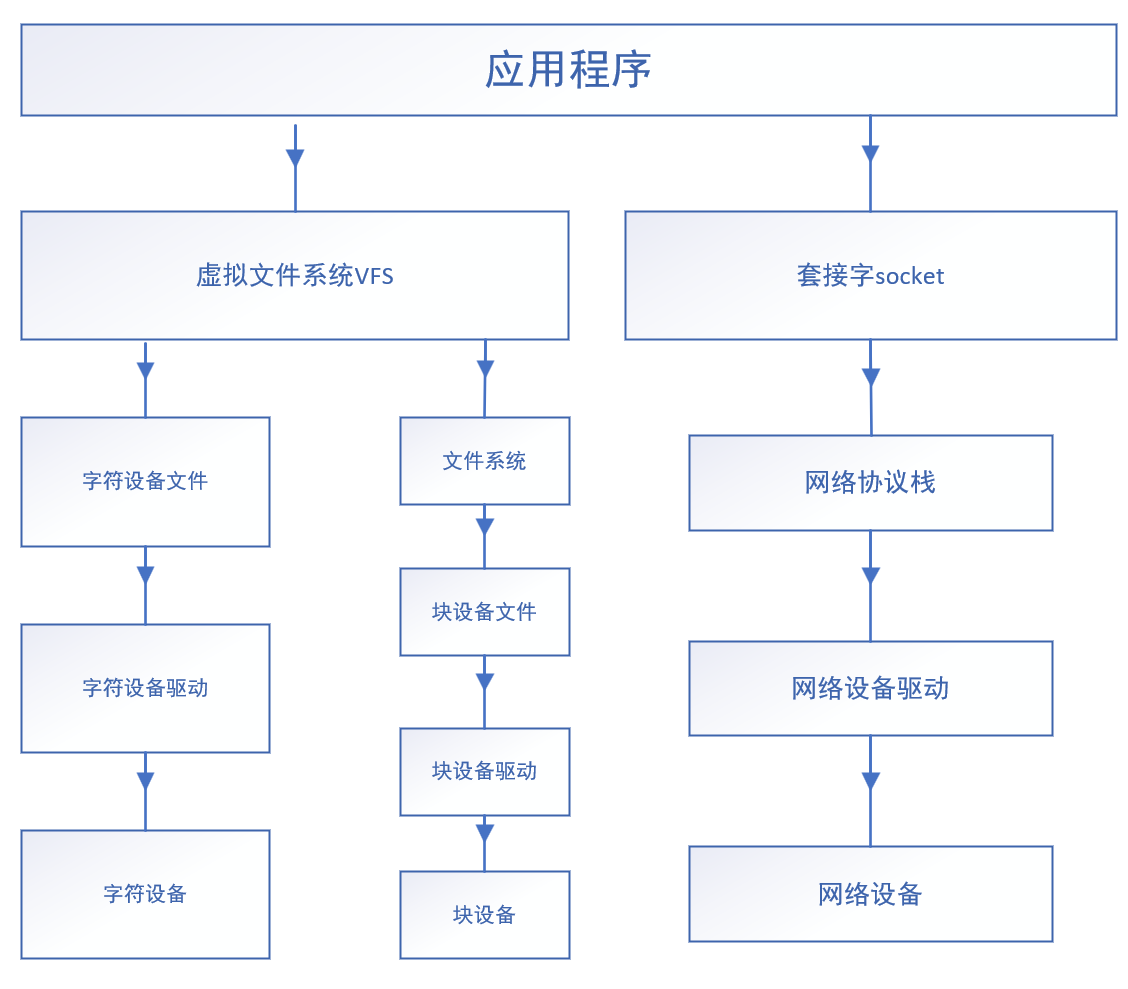 应用程序
虚拟文件系统VFS
套接字socket
字符设备文件
文件系统
网络协议栈
块设备文件
字符设备驱动
网络设备驱动
块设备驱动
字符设备
块设备
网络设备